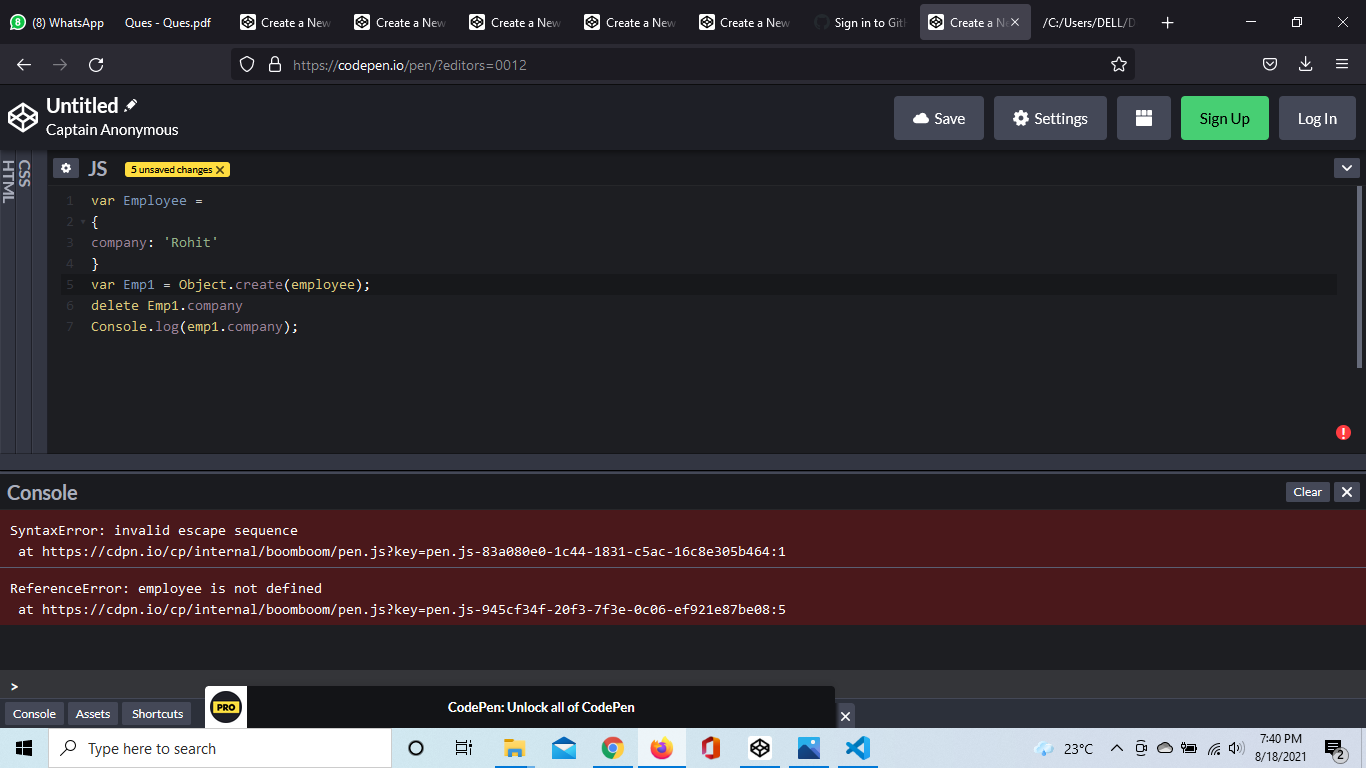 (8) WhatsApp Ques - Ques.pdf Create a New Create a New Create a New Create a New Create a New Sign in to Git Create a N /C:/Users/DELL/D
https://codepen.io/pen/?editors=0012
Untitled
Captain Anonymous
Save Settings Sign Up Log In
HTML
CSS
JS 5 unsaved changes
1 var Employee =
2 {
3 company: 'Rohit'
4 }
5 var Emp1 = Object.create(employee);
6 delete Emp1.company
7 Console.log(emp1.company);
Console Clear
SyntaxError: invalid escape sequence
at https://cdpn.io/cp/internal/boomboom/pen.js?key=pen.js-83a080e0-1c44-1831-c5ac-16c8e305b464:1
ReferenceError: employee is not defined
at https://cdpn.io/cp/internal/boomboom/pen.js?key=pen.js-945cf34f-20f3-7f3e-0c06-ef921e87be08:5
>
Console Assets Shortcuts PRO CodePen: Unlock all of CodePen
Type here to search 23°C 7:40 PM
8/18/2021 2